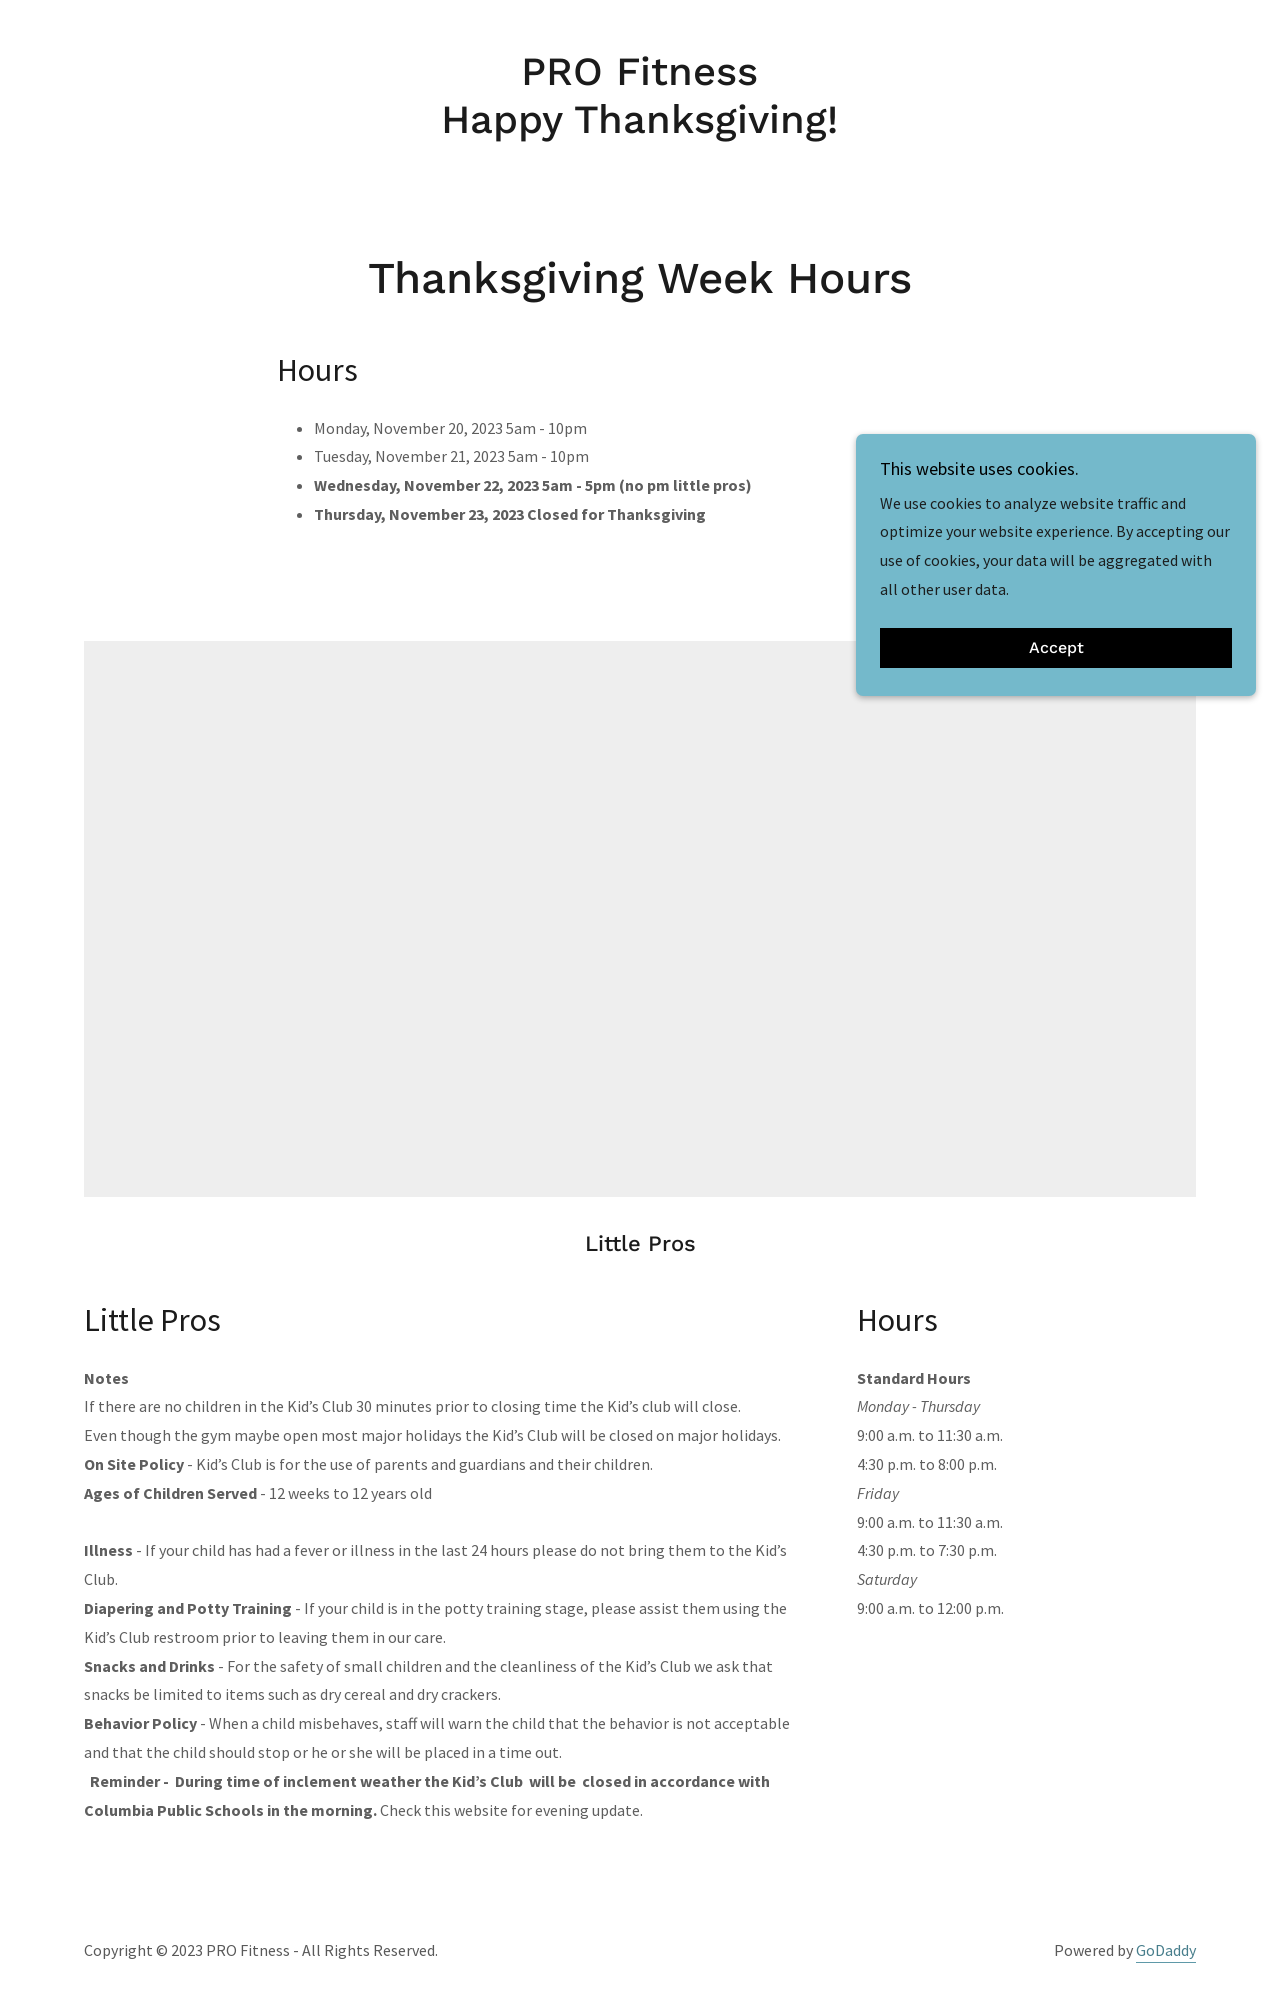 PRO Fitness
Happy Thanksgiving!
Thanksgiving Week Hours
Hours
Monday, November 20, 2023 5am - 10pm
Tuesday, November 21, 2023 5am - 10pm
Wednesday, November 22, 2023 5am - 5pm (no pm little pros)
Thursday, November 23, 2023 Closed for Thanksgiving
This website uses cookies.
We use cookies to analyze website traffic and
optimize your website experience. By accepting our
use of cookies, your data will be aggregated with
all other user data.
Accept
Little Pros
Little Pros
Notes
If there are no children in the Kid’s Club 30 minutes prior to closing time the Kid’s club will close.
Even though the gym maybe open most major holidays the Kid’s Club will be closed on major holidays.
On Site Policy - Kid’s Club is for the use of parents and guardians and their children.
Ages of Children Served - 12 weeks to 12 years old
Illness - If your child has had a fever or illness in the last 24 hours please do not bring them to the Kid’s
Club.
Diapering and Potty Training - If your child is in the potty training stage, please assist them using the
Kid’s Club restroom prior to leaving them in our care.
Snacks and Drinks - For the safety of small children and the cleanliness of the Kid’s Club we ask that
snacks be limited to items such as dry cereal and dry crackers.
Behavior Policy - When a child misbehaves, staff will warn the child that the behavior is not acceptable
and that the child should stop or he or she will be placed in a time out.
Reminder - During time of inclement weather the Kid’s Club will be closed in accordance with
Columbia Public Schools in the morning. Check this website for evening update.
Hours
Standard Hours
Monday - Thursday
9:00 a.m. to 11:30 a.m.
4:30 p.m. to 8:00 p.m.
Friday
9:00 a.m. to 11:30 a.m.
4:30 p.m. to 7:30 p.m.
Saturday
9:00 a.m. to 12:00 p.m.
Copyright © 2023 PRO Fitness - All Rights Reserved.
Powered by GoDaddy